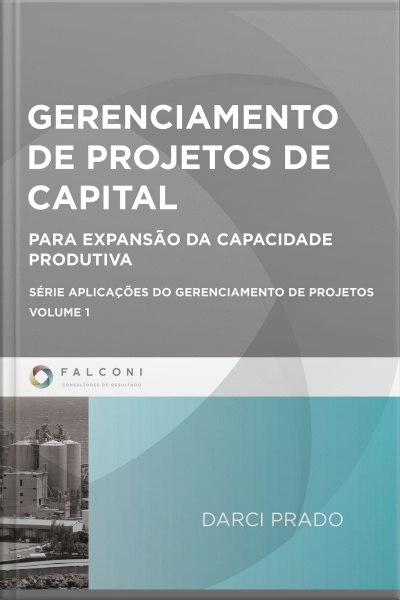 GERENCIAMENTO
DE PROJETOS DE
CAPITAL
PARA EXPANSÃO DA CAPACIDADE
PRODUTIVA
SÉRIE APLICAÇÕES DO GERENCIAMENTO DE PROJETOS
VOLUME 1
FALCONI
CONSULTORES DE RESULTADO
DARCI PRADO